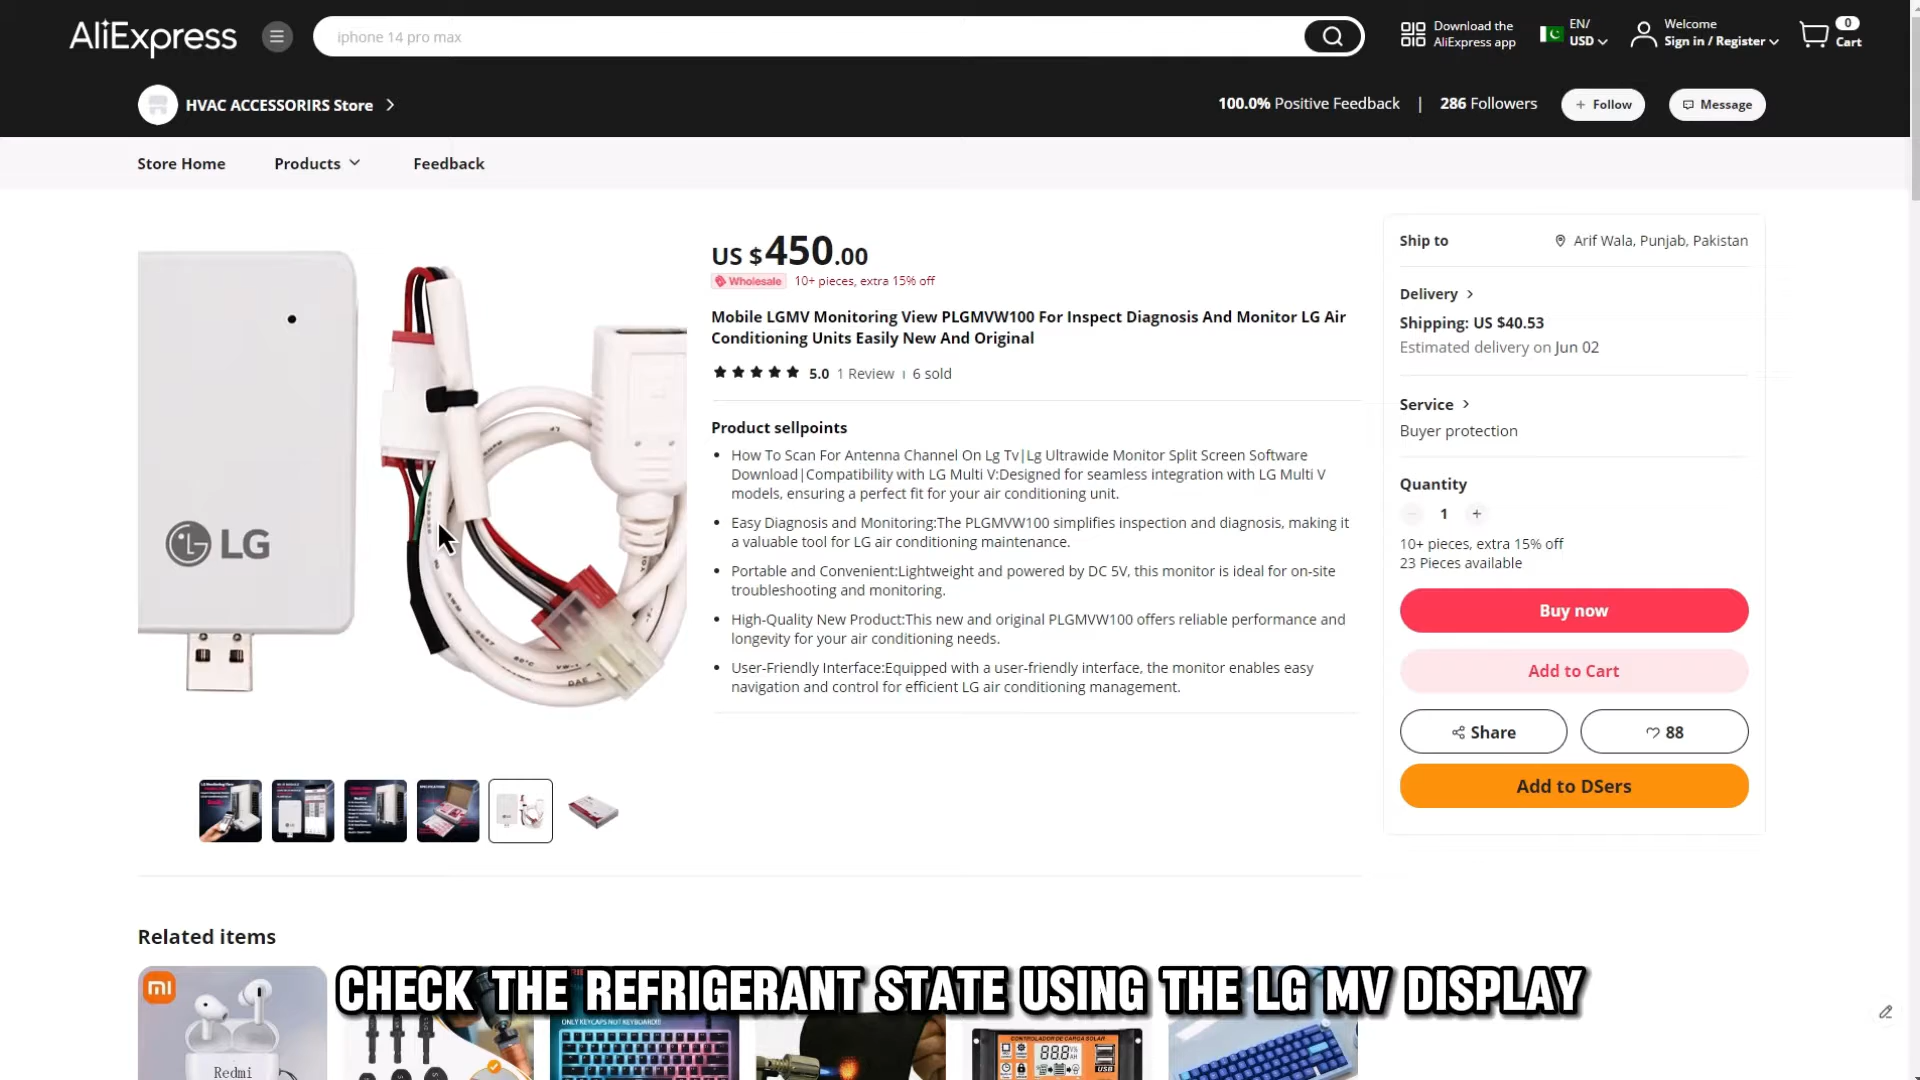 AliExpress
iphone 14 pro max
Download the
AliExpress app
EN/
USD
Welcome
Sign in / Register
0
Cart
HVAC ACCESSORIRS Store
100.0% Positive Feedback | 286 Followers
+ Follow
Message
Store Home
Products
Feedback
LG
US $450.00
Wholesale 10+ pieces, extra 15% off
Mobile LGMV Monitoring View PLGMVW100 For Inspect Diagnosis And Monitor LG Air
Conditioning Units Easily New And Original
5.0 1 Review 6 sold
Product sellpoints
How To Scan For Antenna Channel On Lg Tv|Lg Ultrawide Monitor Split Screen Software
Download|Compatibility with LG Multi V:Designed for seamless integration with LG Multi V
models, ensuring a perfect fit for your air conditioning unit.
Easy Diagnosis and Monitoring:The PLGMVW100 simplifies inspection and diagnosis, making it
a valuable tool for LG air conditioning maintenance.
Portable and Convenient:Lightweight and powered by DC 5V, this monitor is ideal for on-site
troubleshooting and monitoring.
High-Quality New Product:This new and original PLGMVW100 offers reliable performance and
longevity for your air conditioning needs.
User-Friendly Interface:Equipped with a user-friendly interface, the monitor enables easy
navigation and control for efficient LG air conditioning management.
Ship to
Arif Wala, Punjab, Pakistan
Delivery
Shipping: US $40.53
Estimated delivery on Jun 02
Service
Buyer protection
Quantity
1
10+ pieces, extra 15% off
23 Pieces available
Buy now
Add to Cart
Share
88
Add to DSers
Related items
CHECK THE REFRIGERANT STATE USING THE LG MV DISPLAY
mi
Redmi
ONLY KEYCAPS NOT KEYBOARD!!!
CONTROLADOR DE CARGA SOLAR
USB